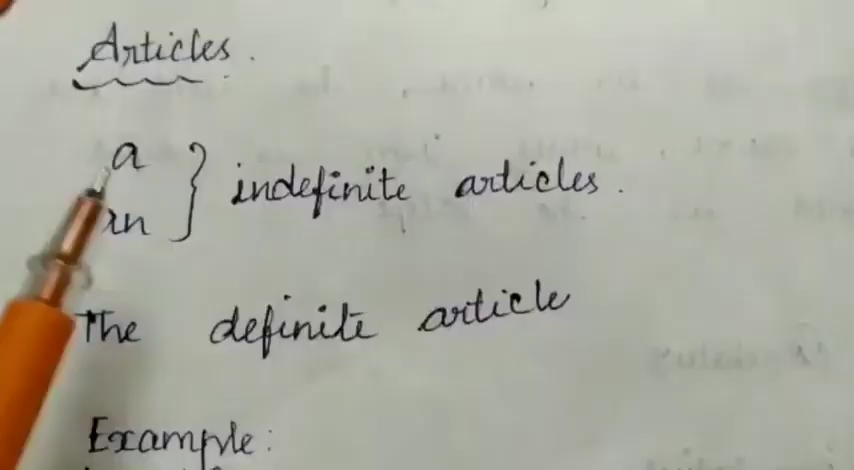 Articles.
a
an } indefinite articles.
The definite article
Example: